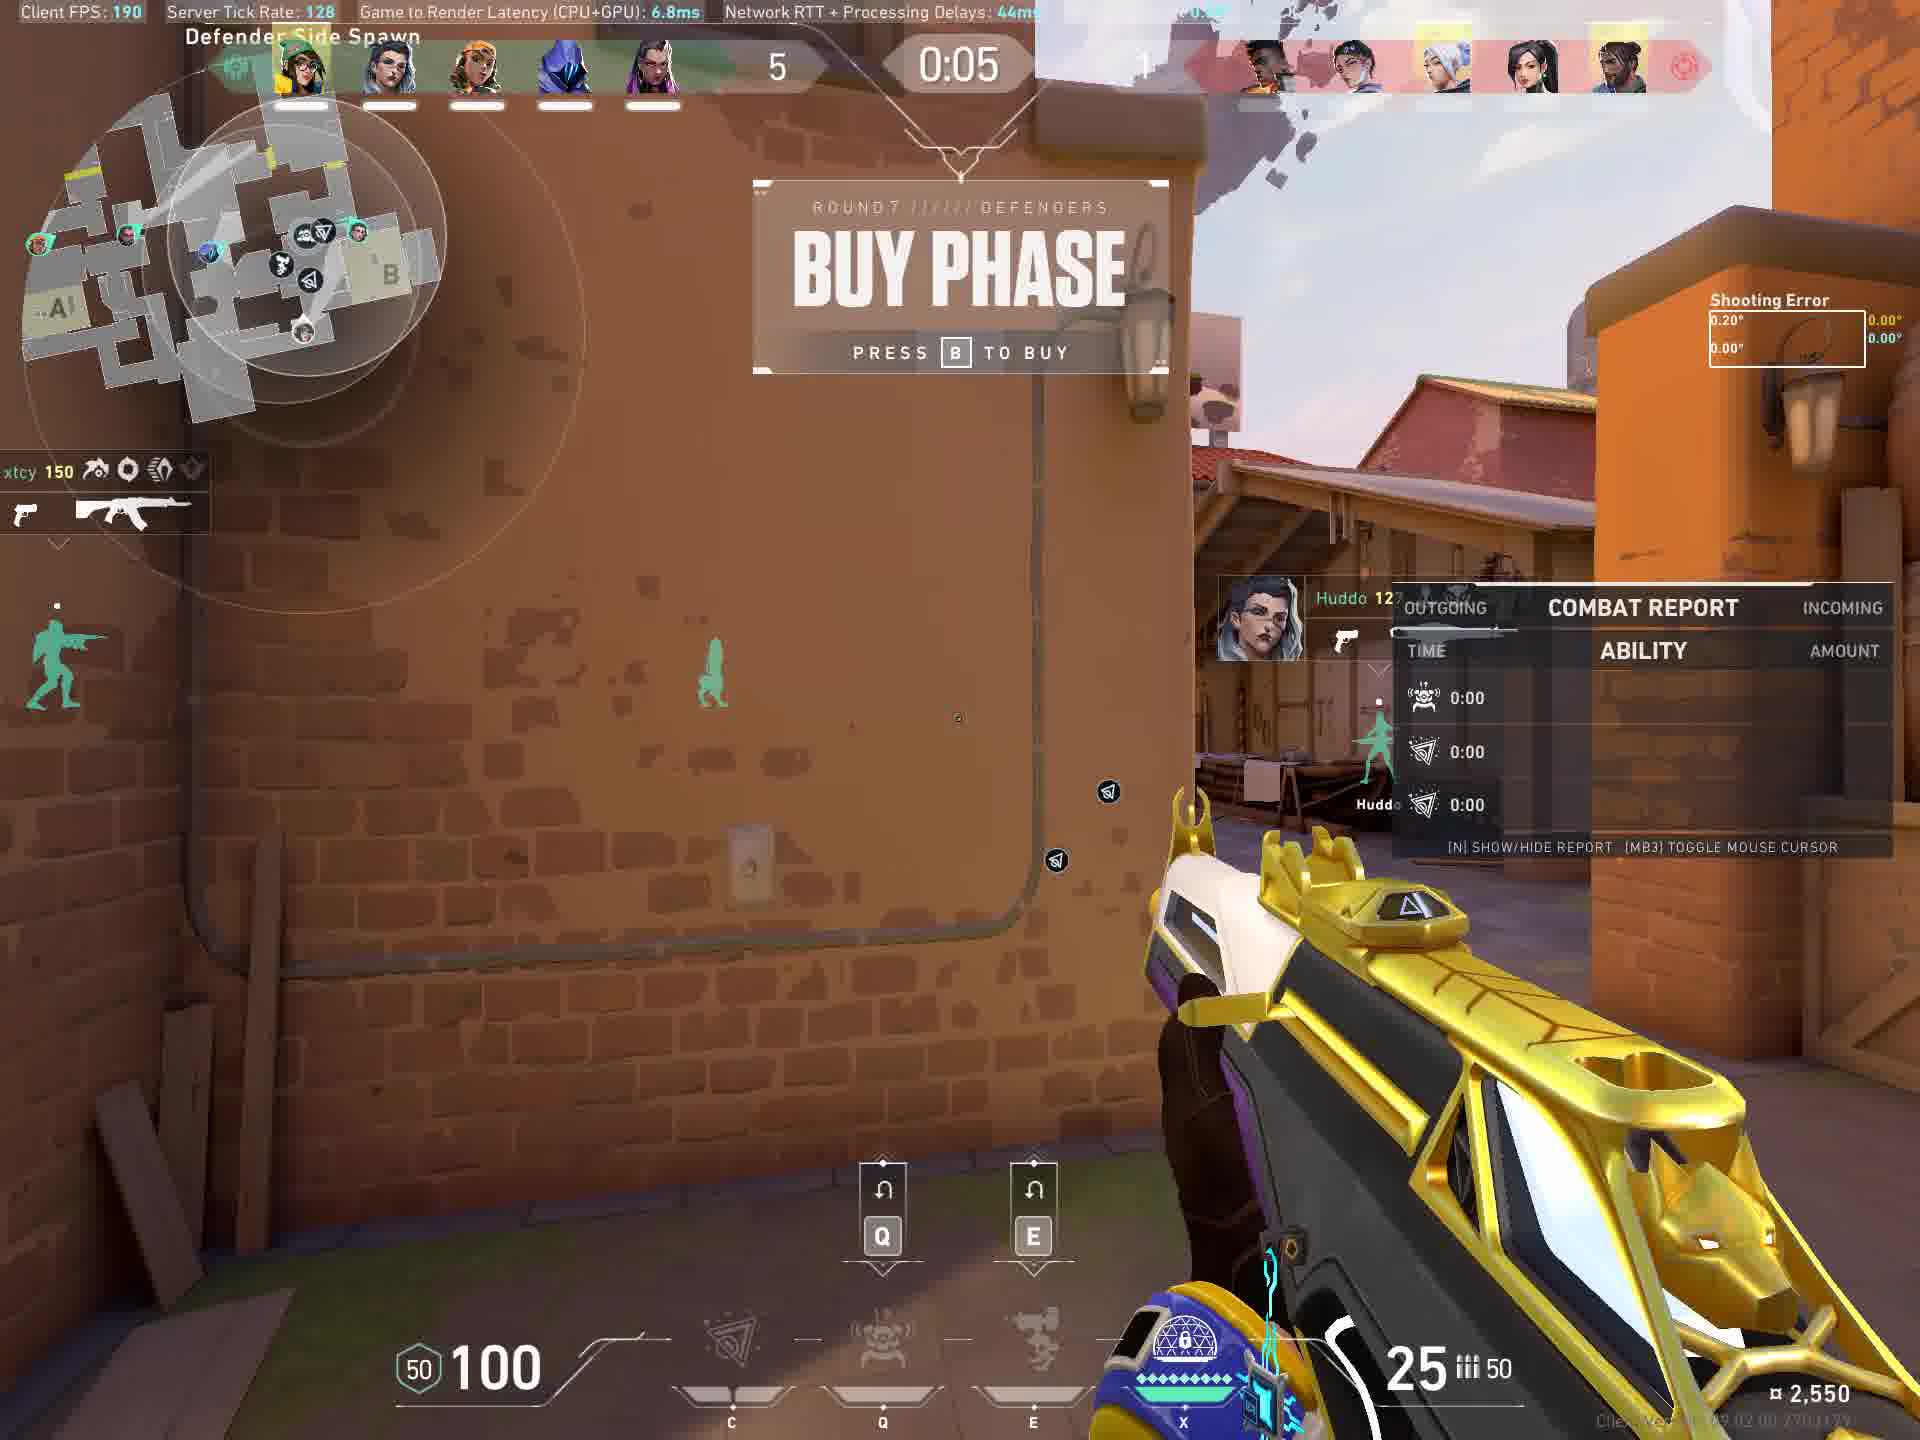 Client FPS: 190
Server Tick Rate: 128
Game to Render Latency (CPU+GPU): 6.8ms
Network RTT + Processing Delays: 44ms
Defender Side Spawn
5
0:05
1
ROUND 7 ////// DEFENDERS
BUY PHASE
PRESS B TO BUY
A
B
Shooting Error
0.20°
0.00°
0.00°
0.00°
xtcy 150
Huddo 127
OUTGOING
COMBAT REPORT
INCOMING
TIME
ABILITY
AMOUNT
0:00
0:00
0:00
Huddo
[N] SHOW/HIDE REPORT [MB3] TOGGLE MOUSE CURSOR
Q
E
50
100
C
Q
E
X
25
50
¤ 2,550